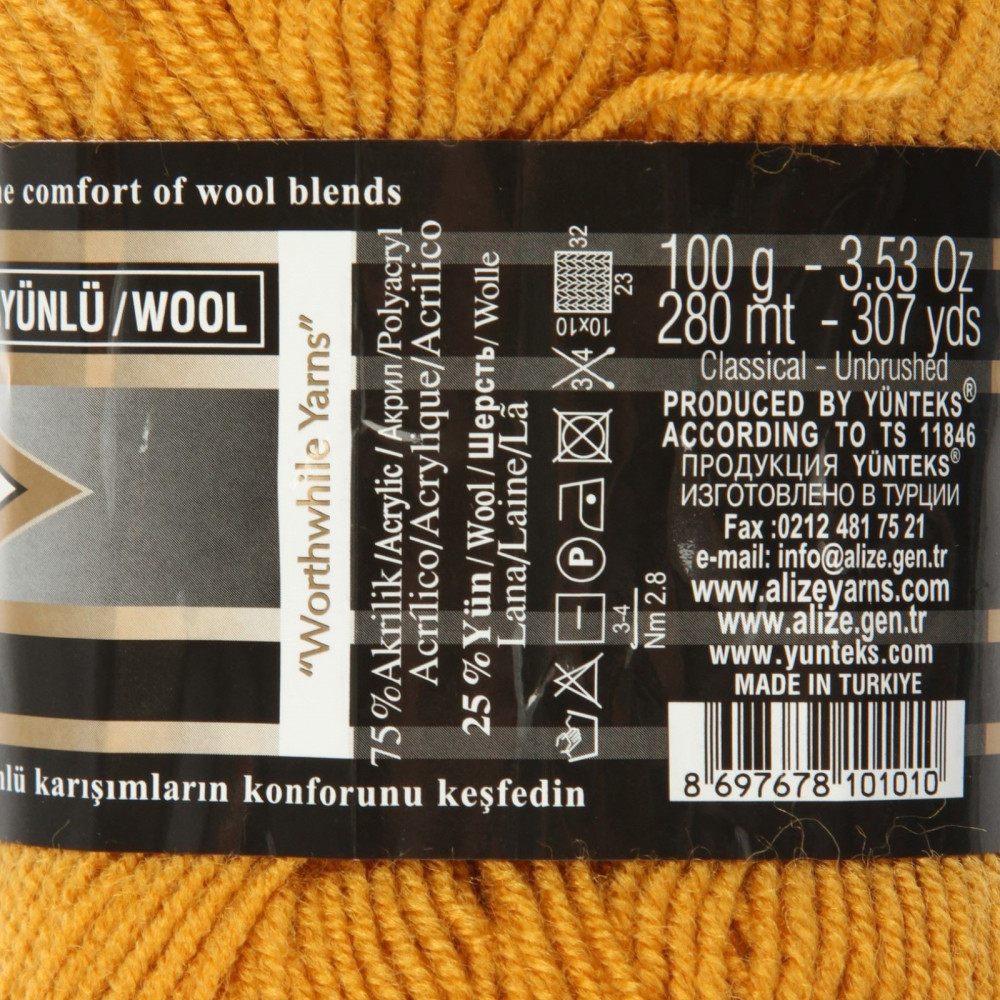 comfort of wool blends
YÜNLÜ / WOOL
"Worthwhile Yarns"
75 % Akrilik/Acrylic / Акрил/Polyacryl
Acrílico/Acrylique/Acrilico
25 % Yün / Wool / Шерсть / Wolle
Lana/Laine/Lã
32
23
10x10
3 4
P
3-4
Nm 2.8
100 g - 3.53 Oz
280 mt - 307 yds
Classical - Unbrushed
PRODUCED BY YÜNTEKS®
ACCORDING TO TS 11846
ПРОДУКЦИЯ YÜNTEKS®
ИЗГОТОВЛЕНО В ТУРЦИИ
Fax :0212 481 75 21
e-mail: info@alize.gen.tr
www.alizeyarns.com
www.alize.gen.tr
www.yunteks.com
MADE IN TURKIYE
8 697678 101010
karışımların konforunu keşfedin